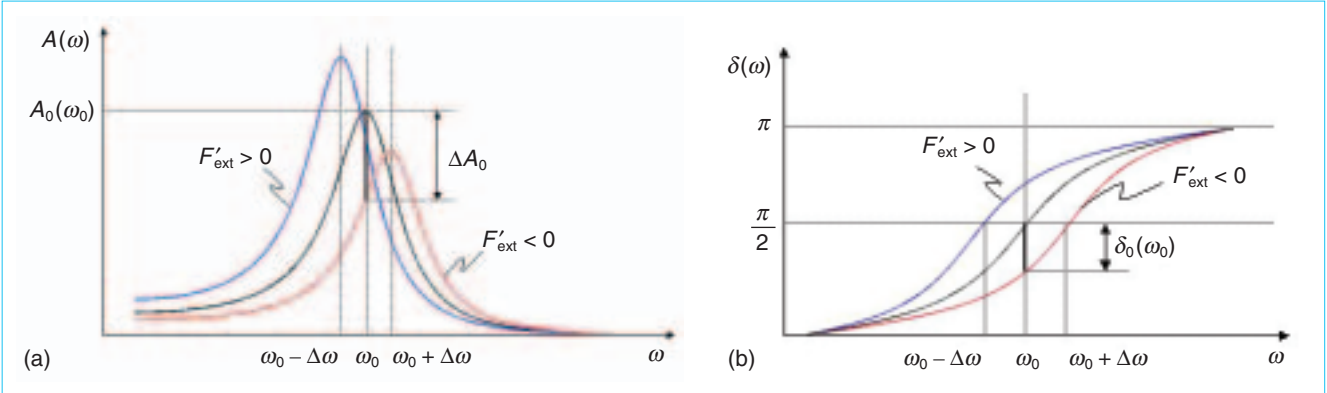 A(ω)
A₀(ω₀)
F′ext > 0
ΔA₀
F′ext < 0
(a)
ω₀ − Δω
ω₀
ω₀ + Δω
ω
δ(ω)
π
F′ext > 0
F′ext < 0
π/2
δ₀(ω₀)
(b)
ω₀ − Δω
ω₀
ω₀ + Δω
ω